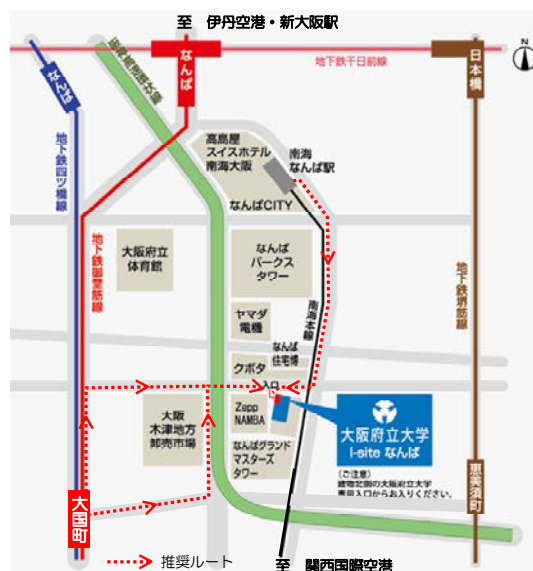 至 伊丹空港・新大阪駅
なんば
なんば
日本橋
N
地下鉄千日前線
阪神高速環状線
地下鉄四ツ橋線
高島屋
スイスホテル
南海大阪
南海
なんば駅
なんばCITY
地下鉄御堂筋線
大阪府立
体育館
なんば
パークス
タワー
地下鉄堺筋線
南海本線
ヤマダ
電機
なんば
住宅博
クボタ
入口
大阪
木津地方
卸売市場
Zepp
NAMBA
なんばグランド
マスターズ
タワー
大阪府立大学
I-site なんば
(ご注意)
建物北側の大阪府立大学
専用入口からお入りください。
恵美須町
大国町
推奨ルート
至 関西国際空港